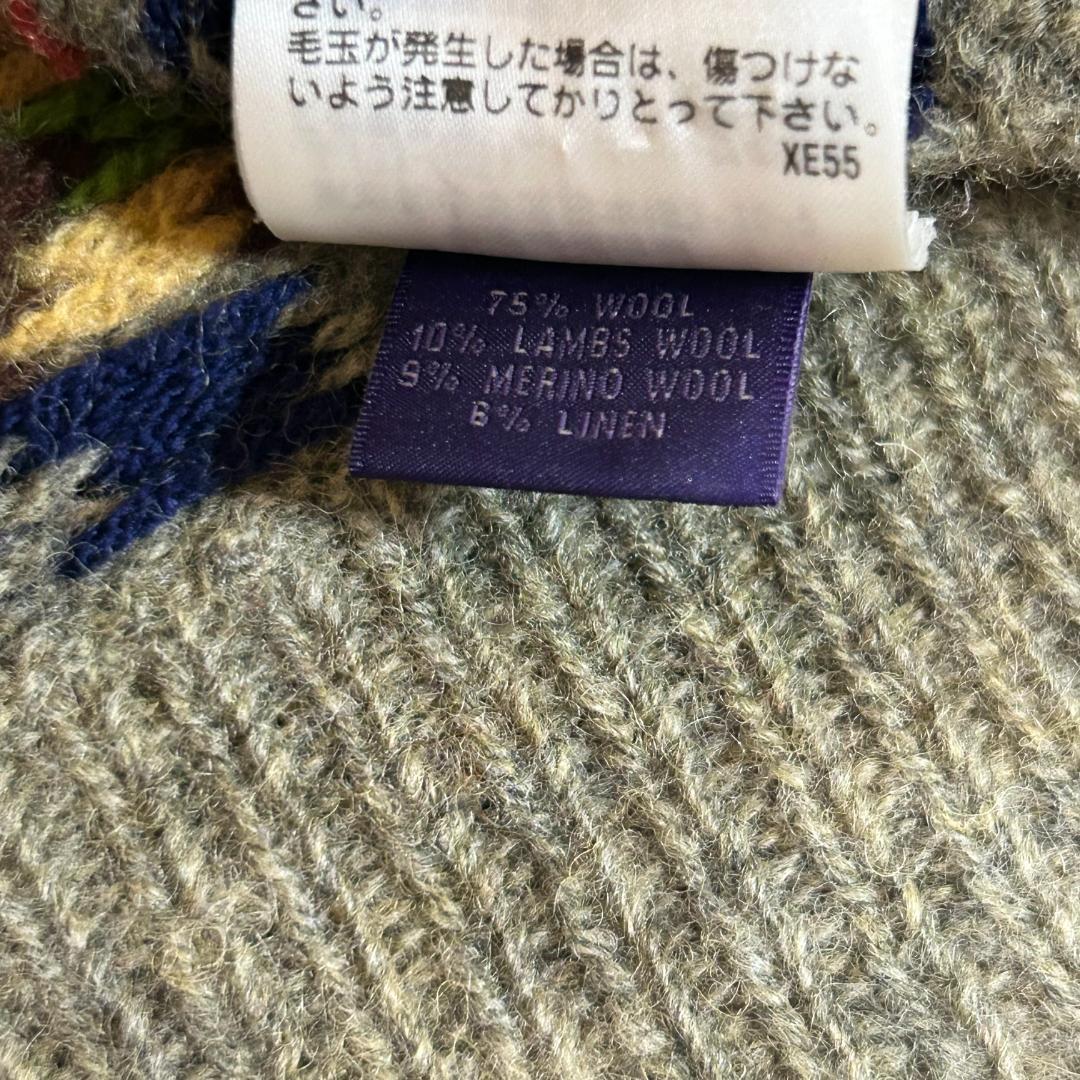 さい。
毛玉が発生した場合は、傷つけな
いよう注意してかりとって下さい。
XE55
75% WOOL
10% LAMBS WOOL
9% MERINO WOOL
6% LINEN